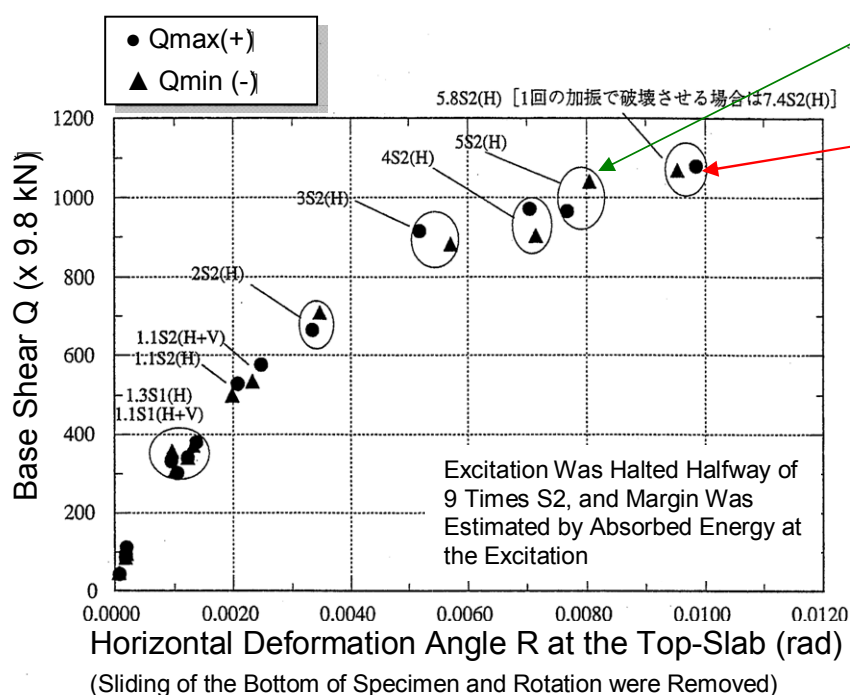 ● Qmax(+)
▲ Qmin (-)
5.8S2(H) [1回の加振で破壊させる場合は7.4S2(H)]
5S2(H)
4S2(H)
3S2(H)
2S2(H)
1.1S2(H+V)
1.1S2(H)
1.3S1(H)
1.1S1(H+V)
Excitation Was Halted Halfway of
9 Times S2, and Margin Was
Estimated by Absorbed Energy at
the Excitation
Base Shear Q (x 9.8 kN)
1200
1000
800
600
400
200
0
0.0000 0.0020 0.0040 0.0060 0.0080 0.0100 0.0120
Horizontal Deformation Angle R at the Top-Slab (rad)
(Sliding of the Bottom of Specimen and Rotation were Removed)